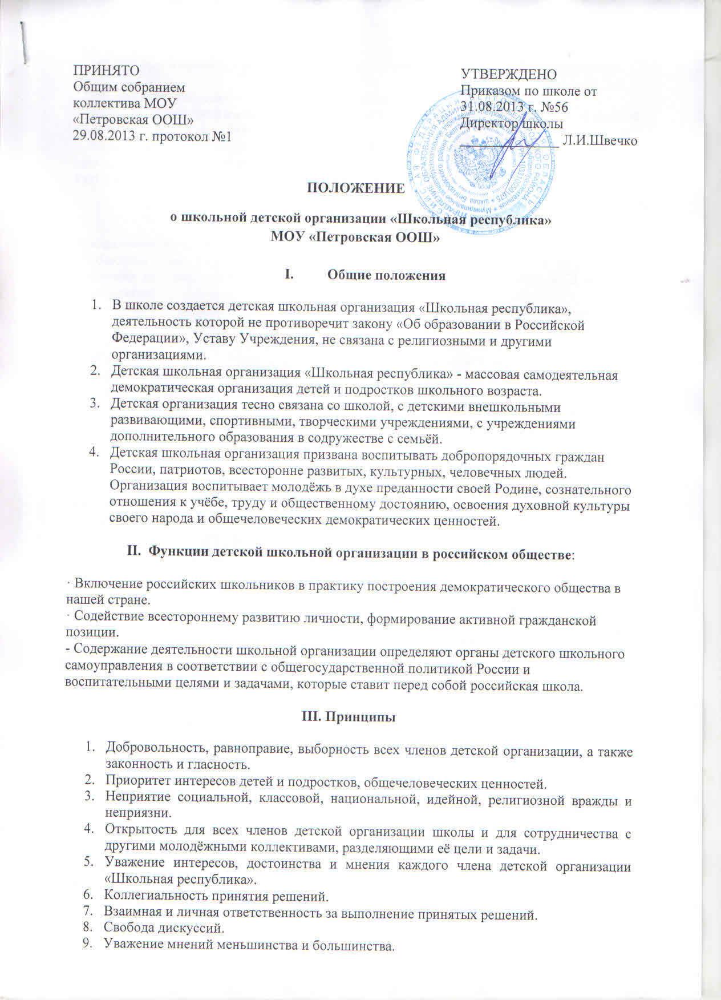 ПРИНЯТО
Общим собранием
коллектива МОУ
«Петровская ООШ»
29.08.2013 г. протокол №1
УТВЕРЖДЕНО
Приказом по школе от
31.08.2013 г. №56
Директор школы
Л.И.Швечко
ПОЛОЖЕНИЕ
о школьной детской организации «Школьная республика»
МОУ «Петровская ООШ»
I. Общие положения
1. В школе создается детская школьная организация «Школьная республика»,
деятельность которой не противоречит закону «Об образовании в Российской
Федерации», Уставу Учреждения, не связана с религиозными и другими
организациями.
2. Детская школьная организация «Школьная республика» - массовая самодеятельная
демократическая организация детей и подростков школьного возраста.
3. Детская организация тесно связана со школой, с детскими внешкольными
развивающими, спортивными, творческими учреждениями, с учреждениями
дополнительного образования в содружестве с семьёй.
4. Детская школьная организация призвана воспитывать добропорядочных граждан
России, патриотов, всесторонне развитых, культурных, человечных людей.
Организация воспитывает молодёжь в духе преданности своей Родине, сознательного
отношения к учёбе, труду и общественному достоянию, освоения духовной культуры
своего народа и общечеловеческих демократических ценностей.
II. Функции детской школьной организации в российском обществе:
· Включение российских школьников в практику построения демократического общества в
нашей стране.
· Содействие всестороннему развитию личности, формирование активной гражданской
позиции.
- Содержание деятельности школьной организации определяют органы детского школьного
самоуправления в соответствии с общегосударственной политикой России и
воспитательными целями и задачами, которые ставит перед собой российская школа.
III. Принципы
1. Добровольность, равноправие, выборность всех членов детской организации, а также
законность и гласность.
2. Приоритет интересов детей и подростков, общечеловеческих ценностей.
3. Неприятие социальной, классовой, национальной, идейной, религиозной вражды и
неприязни.
4. Открытость для всех членов детской организации школы и для сотрудничества с
другими молодёжными коллективами, разделяющими её цели и задачи.
5. Уважение интересов, достоинства и мнения каждого члена детской организации
«Школьная республика».
6. Коллегиальность принятия решений.
7. Взаимная и личная ответственность за выполнение принятых решений.
8. Свобода дискуссий.
9. Уважение мнений меньшинства и большинства.